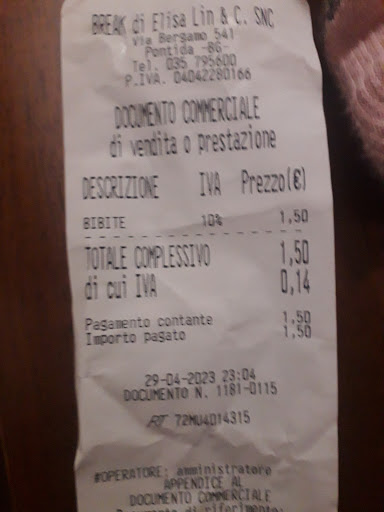 BREAK di Elisa Lin & C. SNC
via Bergamo 541
Pontida -BG-
Tel. 035 795600
P.IVA. 04042280166
DOCUMENTO COMMERCIALE
di vendita o prestazione
DESCRIZIONE IVA Prezzo(€)
BIBITE 10% 1,50
TOTALE COMPLESSIVO 1,50
di cui IVA 0,14
Pagamento contante 1,50
Importo pagato 1,50
29-04-2023 23:04
DOCUMENTO N. 1181-0115
RT 72MU4014315
#OPERATORE: amministratore
APPENDICE AL
DOCUMENTO COMMERCIALE
Documento di riferimento: